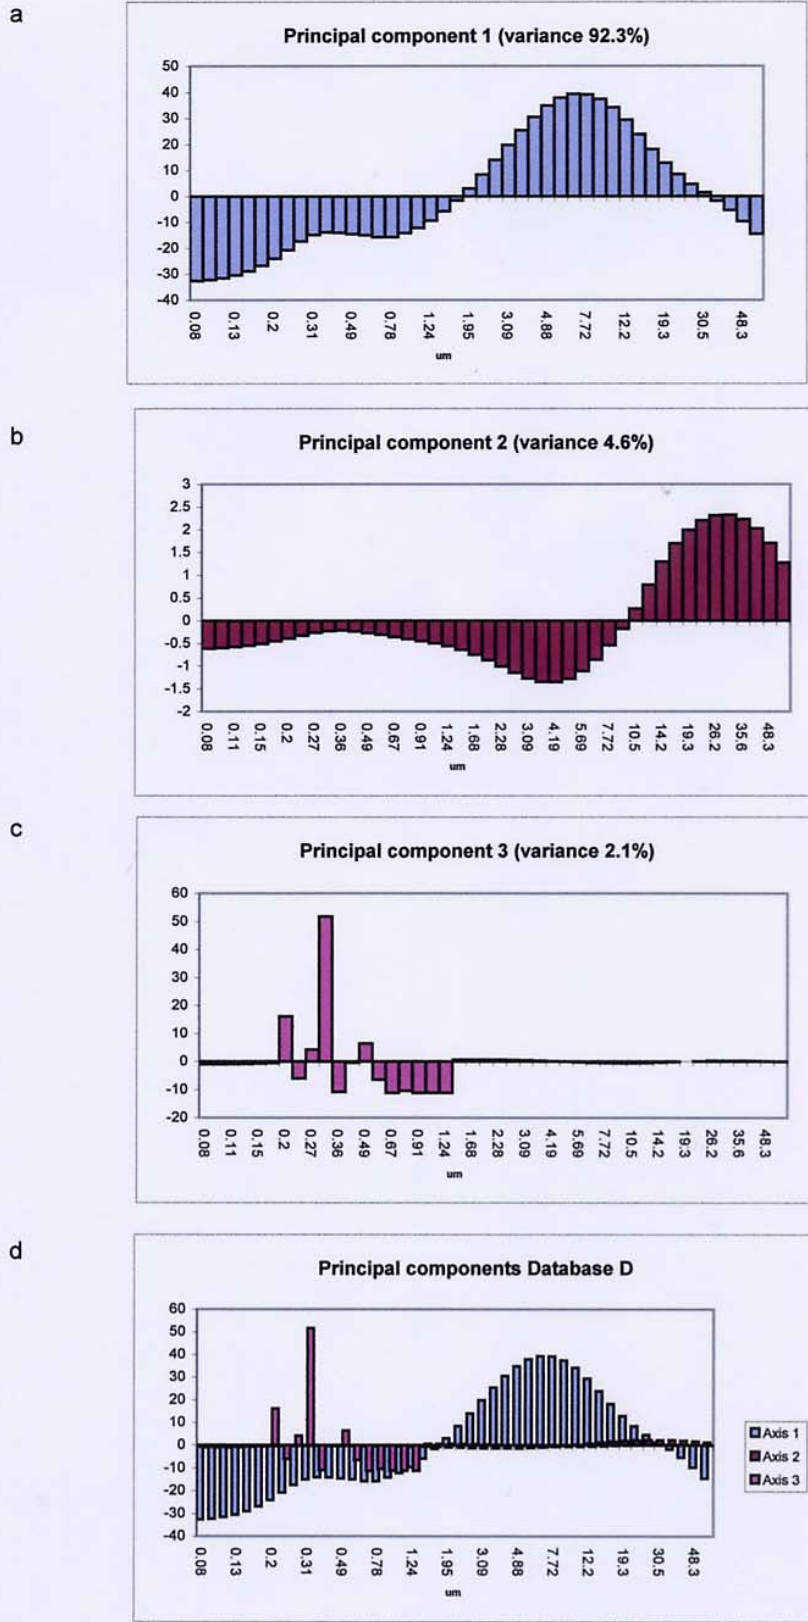 a
Principal component 1 (variance 92.3%)
50
40
30
20
10
0
-10
-20
-30
-40
0.08 0.13 0.2 0.31 0.49 0.78 1.24 1.95 3.09 4.88 7.72 12.2 19.3 30.5 48.3
um
b
Principal component 2 (variance 4.6%)
3
2.5
2
1.5
1
0.5
0
-0.5
-1
-1.5
-2
0.08 0.11 0.15 0.2 0.27 0.36 0.49 0.67 0.91 1.24 1.68 2.28 3.09 4.19 5.69 7.72 10.5 14.2 19.3 26.2 35.6 48.3
um
c
Principal component 3 (variance 2.1%)
60
50
40
30
20
10
0
-10
-20
0.08 0.11 0.15 0.2 0.27 0.36 0.49 0.67 0.91 1.24 1.68 2.28 3.09 4.19 5.69 7.72 10.5 14.2 19.3 26.2 35.6 48.3
um
d
Principal components Database D
60
50
40
30
20
10
0
-10
-20
-30
-40
0.08 0.13 0.2 0.31 0.49 0.78 1.24 1.95 3.09 4.88 7.72 12.2 19.3 30.5 48.3
um
Axis 1
Axis 2
Axis 3